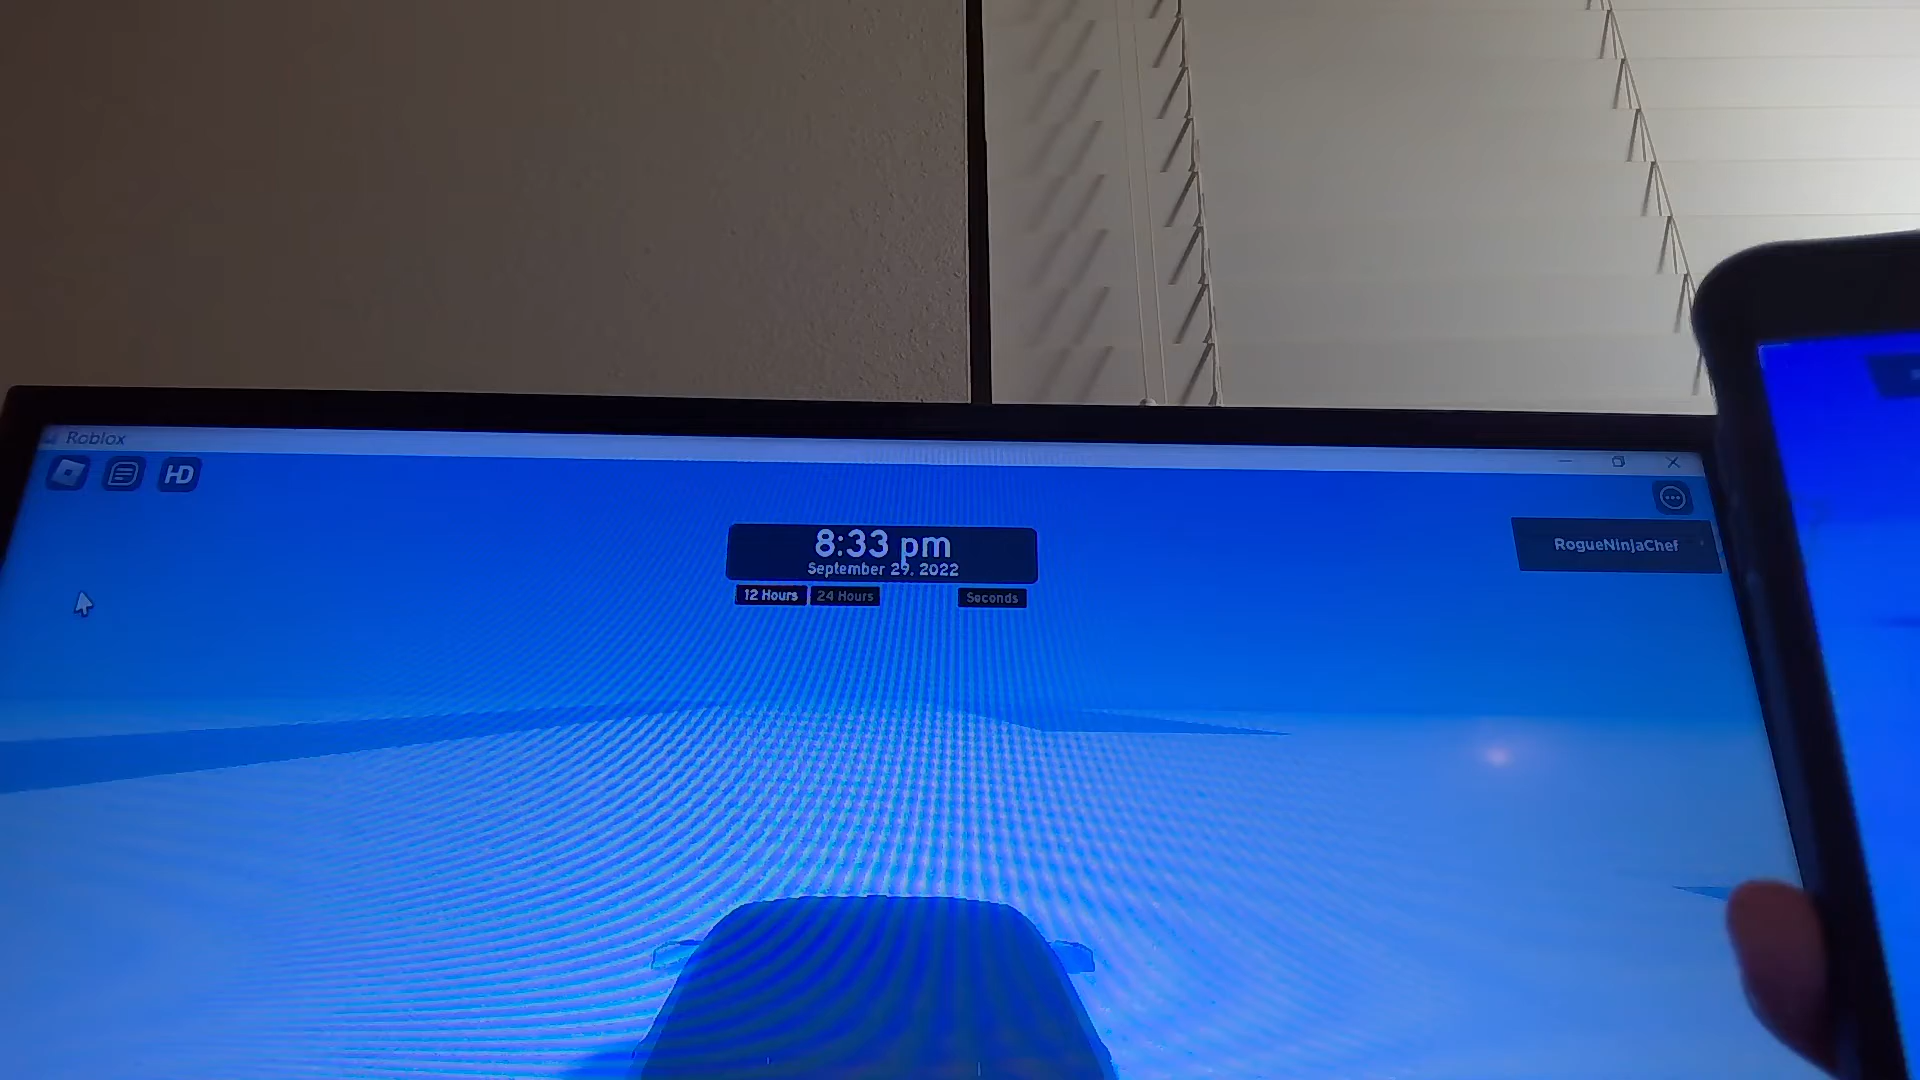 Roblox
HD
8:33 pm
September 29, 2022
12 Hours 24 Hours Seconds
RogueNinjaChef